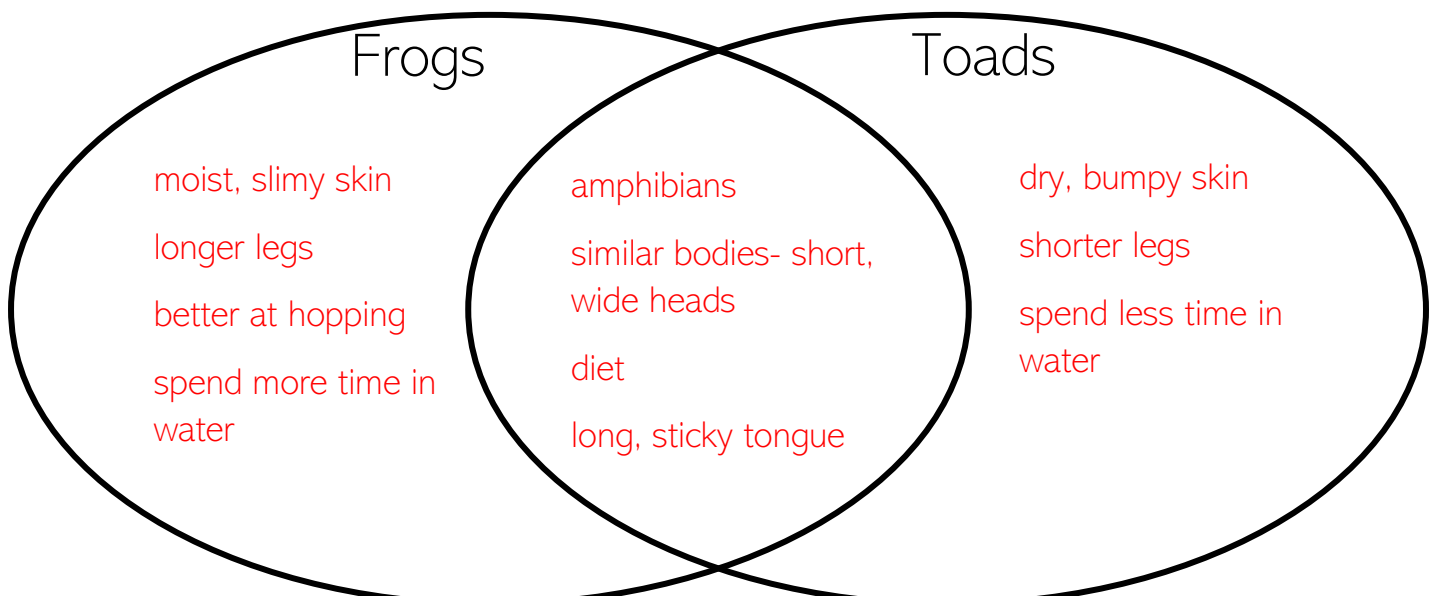 Frogs
Toads
moist, slimy skin
longer legs
better at hopping
spend more time in
water
amphibians
similar bodies- short,
wide heads
diet
long, sticky tongue
dry, bumpy skin
shorter legs
spend less time in
water